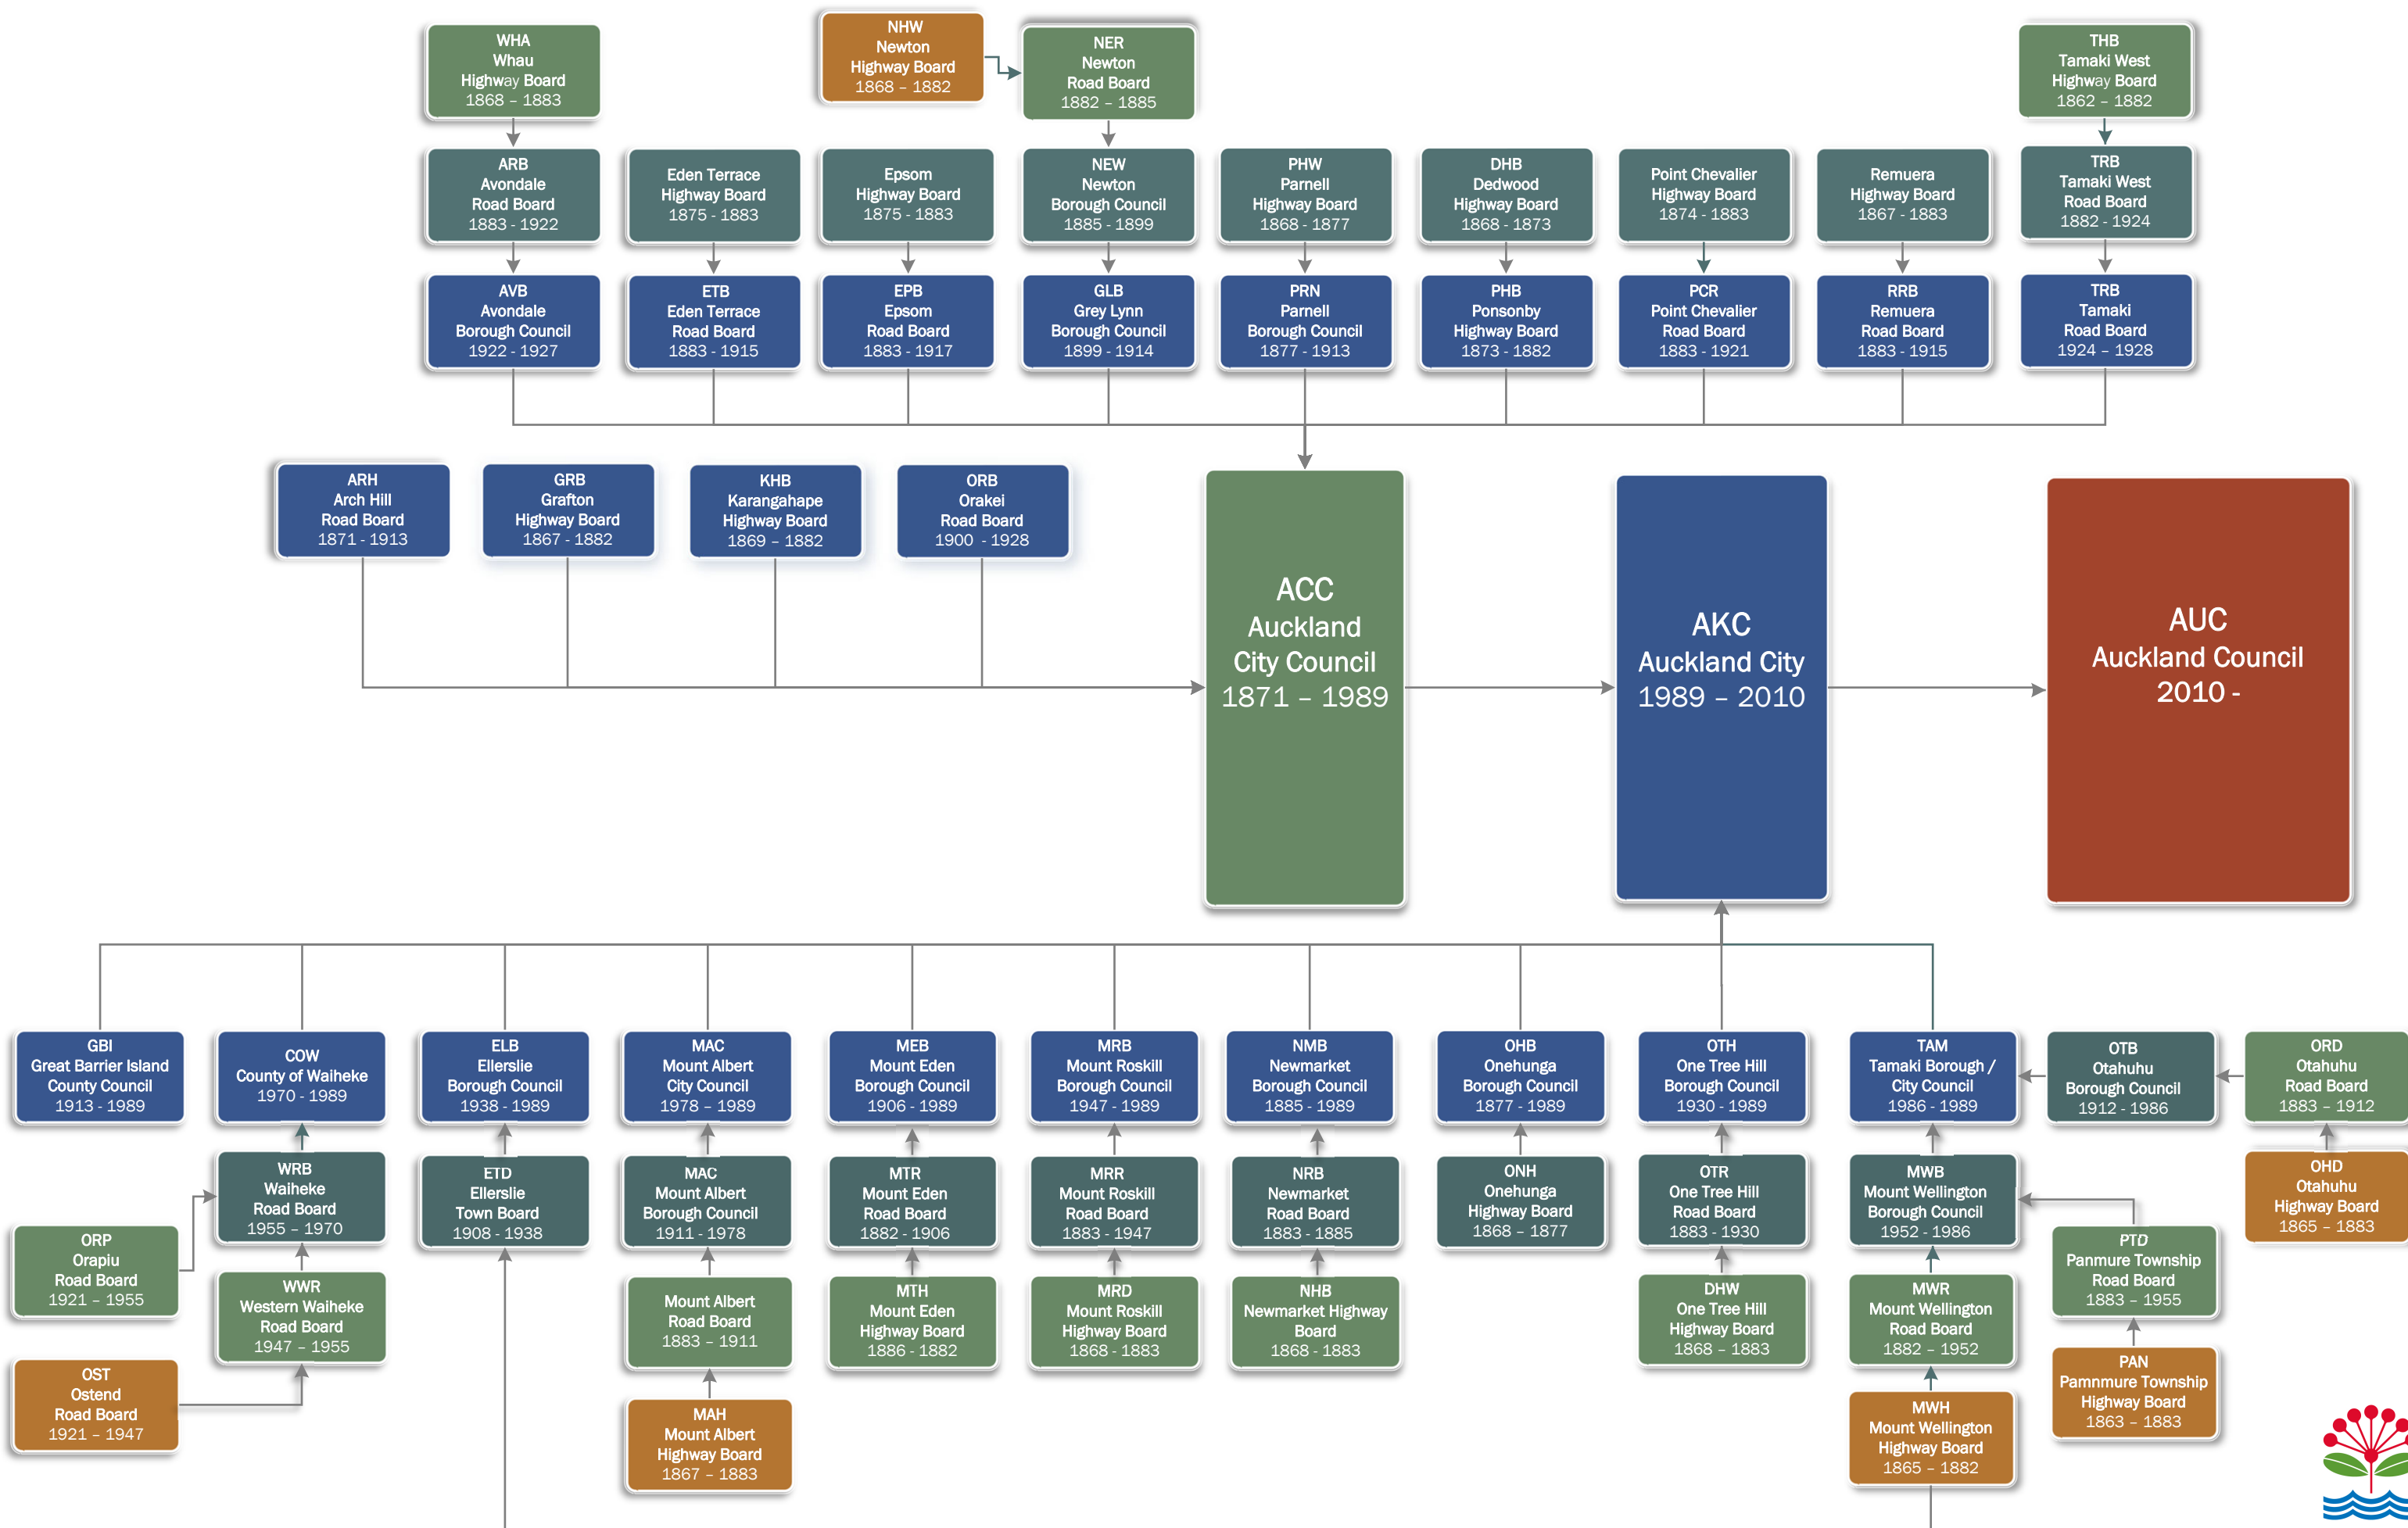 WHA
Whau
Highway Board
1868 – 1883
NHW
Newton
Highway Board
1868 – 1882
NER
Newton
Road Board
1882 – 1885
THB
Tamaki West
Highway Board
1862 – 1882
ARB
Avondale
Road Board
1883 - 1922
Eden Terrace
Highway Board
1875 - 1883
Epsom
Highway Board
1875 - 1883
NEW
Newton
Borough Council
1885 - 1899
PHW
Parnell
Highway Board
1868 - 1877
DHB
Dedwood
Highway Board
1868 - 1873
Point Chevalier
Highway Board
1874 - 1883
Remuera
Highway Board
1867 - 1883
TRB
Tamaki West
Road Board
1882 - 1924
AVB
Avondale
Borough Council
1922 - 1927
ETB
Eden Terrace
Road Board
1883 - 1915
EPB
Epsom
Road Board
1883 - 1917
GLB
Grey Lynn
Borough Council
1899 - 1914
PRN
Parnell
Borough Council
1877 - 1913
PHB
Ponsonby
Highway Board
1873 - 1882
PCR
Point Chevalier
Road Board
1883 - 1921
RRB
Remuera
Road Board
1883 - 1915
TRB
Tamaki
Road Board
1924 – 1928
ARH
Arch Hill
Road Board
1871 - 1913
GRB
Grafton
Highway Board
1867 - 1882
KHB
Karangahape
Highway Board
1869 – 1882
ORB
Orakei
Road Board
1900 - 1928
ACC
Auckland
City Council
1871 – 1989
AKC
Auckland City
1989 – 2010
AUC
Auckland Council
2010 -
GBI
Great Barrier Island
County Council
1913 - 1989
COW
County of Waiheke
1970 - 1989
ELB
Ellerslie
Borough Council
1938 - 1989
MAC
Mount Albert
City Council
1978 – 1989
MEB
Mount Eden
Borough Council
1906 - 1989
MRB
Mount Roskill
Borough Council
1947 - 1989
NMB
Newmarket
Borough Council
1885 - 1989
OHB
Onehunga
Borough Council
1877 - 1989
OTH
One Tree Hill
Borough Council
1930 - 1989
TAM
Tamaki Borough /
City Council
1986 - 1989
OTB
Otahuhu
Borough Council
1912 - 1986
ORD
Otahuhu
Road Board
1883 – 1912
WRB
Waiheke
Road Board
1955 – 1970
ETD
Ellerslie
Town Board
1908 - 1938
MAC
Mount Albert
Borough Council
1911 - 1978
MTR
Mount Eden
Road Board
1882 - 1906
MRR
Mount Roskill
Road Board
1883 - 1947
NRB
Newmarket
Road Board
1883 - 1885
ONH
Onehunga
Highway Board
1868 – 1877
OTR
One Tree Hill
Road Board
1883 - 1930
MWB
Mount Wellington
Borough Council
1952 - 1986
OHD
Otahuhu
Highway Board
1865 – 1883
ORP
Orapiu
Road Board
1921 – 1955
WWR
Western Waiheke
Road Board
1947 – 1955
Mount Albert
Road Board
1883 – 1911
MTH
Mount Eden
Highway Board
1886 - 1882
MRD
Mount Roskill
Highway Board
1868 - 1883
NHB
Newmarket Highway
Board
1868 - 1883
DHW
One Tree Hill
Highway Board
1868 – 1883
MWR
Mount Wellington
Road Board
1882 – 1952
PTD
Panmure Township
Road Board
1883 – 1955
OST
Ostend
Road Board
1921 – 1947
MAH
Mount Albert
Highway Board
1867 – 1883
MWH
Mount Wellington
Highway Board
1865 – 1882
PAN
Pamnmure Township
Highway Board
1863 – 1883